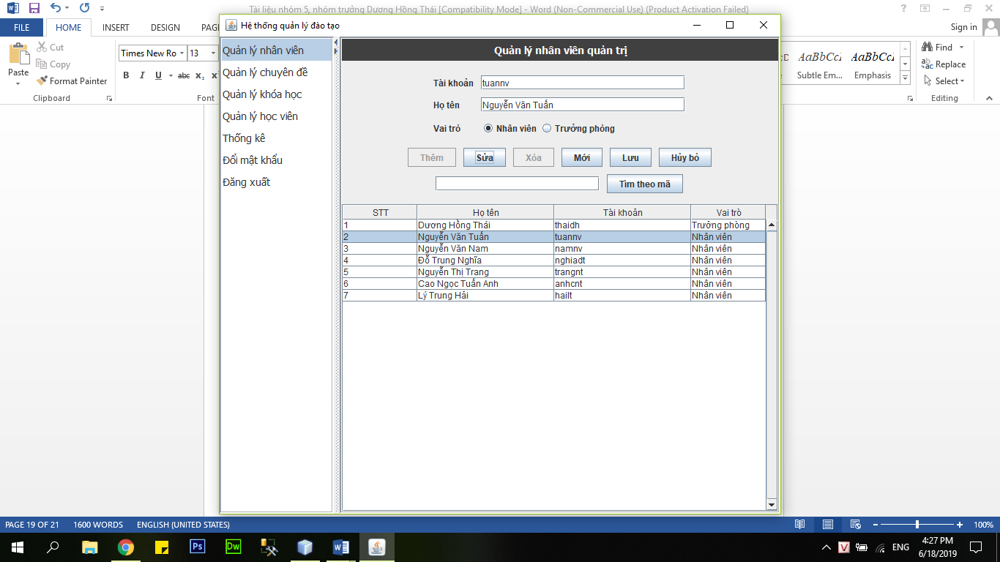 Tài liệu nhóm 5, nhóm trưởng Dương Hồng Thái [Compatibility Mode] - Word (Non-Commercial Use) (Product Activation Failed)
FILE HOME INSERT DESIGN Sign in
Paste
Cut
Copy
Format Painter
Clipboard
Times New Ro 13
B I U abc x₂
Font
AaBbCcI AaBbCcI
Subtle Em... Emphasis
Find
Replace
Select
Editing
Hệ thống quản lý đào tạo
Quản lý nhân viên
Quản lý chuyên đề
Quản lý khóa học
Quản lý học viên
Thống kê
Đổi mật khẩu
Đăng xuất
Quản lý nhân viên quản trị
Tài khoản tuannv
Họ tên Nguyễn Văn Tuấn
Vai trò Nhân viên Trưởng phòng
Thêm Sửa Xóa Mới Lưu Hủy bỏ
Tìm theo mã
STT Họ tên Tài khoản Vai trò
1 Dương Hồng Thái thaidh Trưởng phòng
2 Nguyễn Văn Tuấn tuannv Nhân viên
3 Nguyễn Văn Nam namnv Nhân viên
4 Đỗ Trung Nghĩa nghiadt Nhân viên
5 Nguyễn Thị Trang trangnt Nhân viên
6 Cao Ngọc Tuấn Anh anhcnt Nhân viên
7 Lý Trung Hải hailt Nhân viên
PAGE 19 OF 21 1600 WORDS ENGLISH (UNITED STATES) 100%
Ps Dw ENG
4:27 PM
6/18/2019